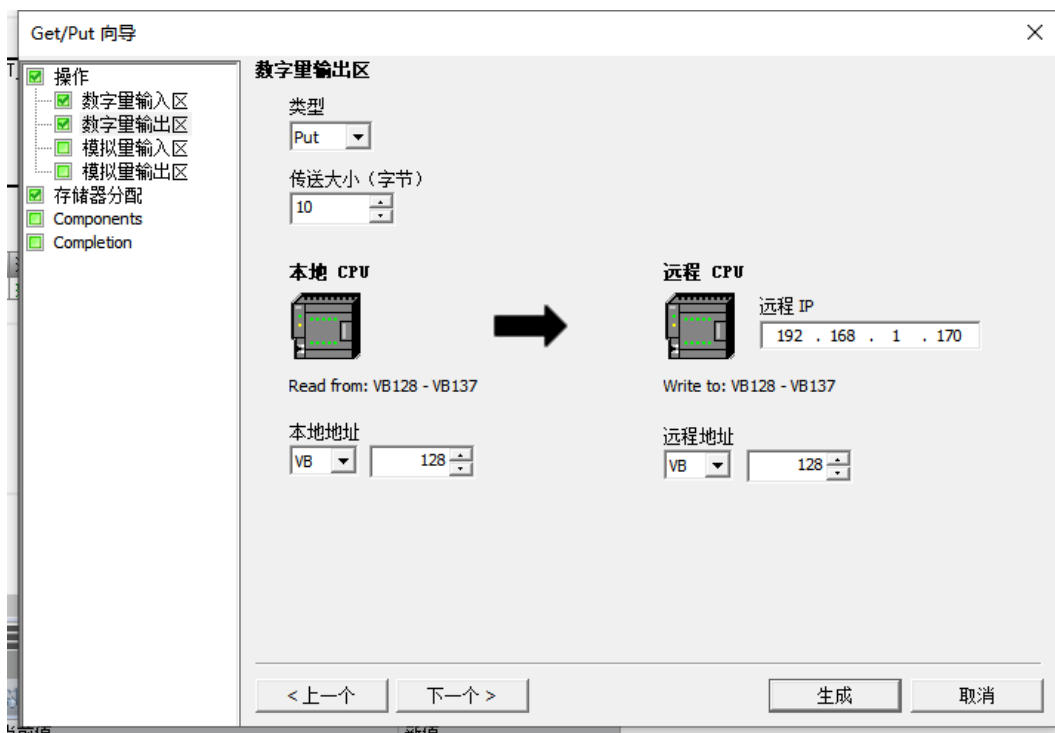 Get/Put 向导
操作
数字量输入区
数字量输出区
模拟量输入区
模拟量输出区
存储器分配
Components
Completion
数字量输出区
类型
Put
传送大小（字节）
10
本地 CPU
远程 CPU
远程 IP
192 . 168 . 1 . 170
Read from: VB128 - VB137
Write to: VB128 - VB137
本地地址
VB 128
远程地址
VB 128
<上一个
下一个>
生成
取消